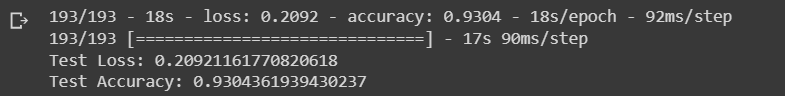 193/193 - 18s - loss: 0.2092 - accuracy: 0.9304 - 18s/epoch - 92ms/step
193/193 [==============================] - 17s 90ms/step
Test Loss: 0.20921161770820618
Test Accuracy: 0.9304361939430237